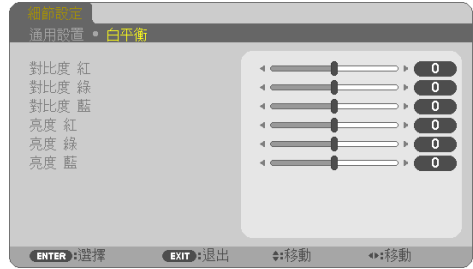 細節設定
通用設置 • 白平衡
對比度 紅 0
對比度 綠 0
對比度 藍 0
亮度 紅 0
亮度 綠 0
亮度 藍 0
ENTER:選擇 EXIT:退出 :移動 :移動